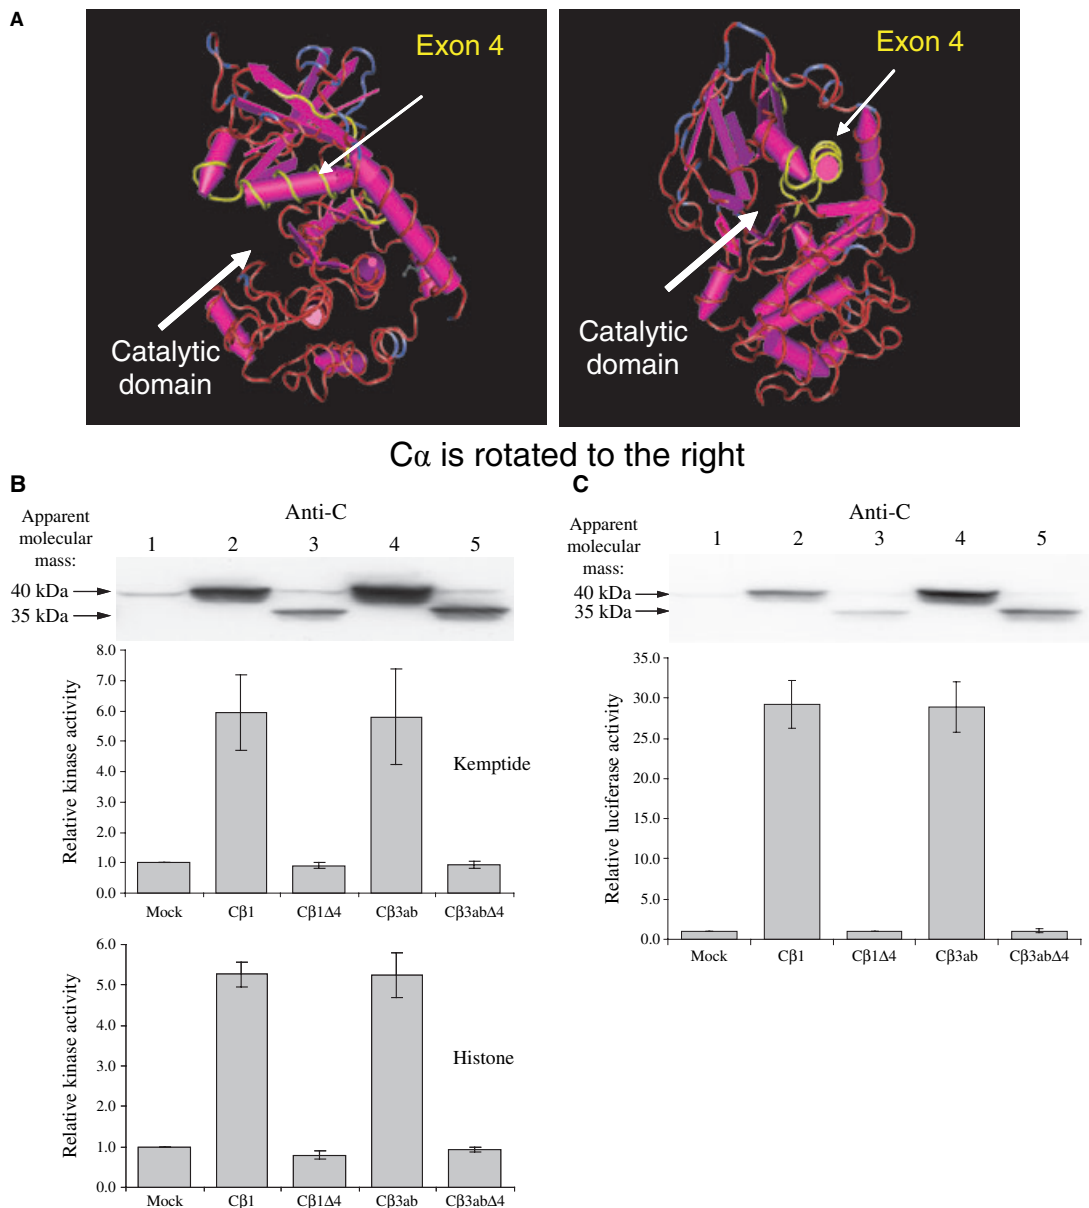 A
Exon 4
Catalytic
domain
Exon 4
Catalytic
domain
Cα is rotated to the right
B
Anti-C
Apparent
molecular
mass:
1 2 3 4 5
40 kDa
35 kDa
8.0
7.0
6.0
5.0
4.0
3.0
2.0
1.0
0.0
Relative kinase activity
Kemptide
Mock Cβ1 Cβ1Δ4 Cβ3ab Cβ3abΔ4
6.0
5.0
4.0
3.0
2.0
1.0
0.0
Relative kinase activity
Histone
Mock Cβ1 Cβ1Δ4 Cβ3ab Cβ3abΔ4
C
Anti-C
Apparent
molecular
mass:
1 2 3 4 5
40 kDa
35 kDa
35.0
30.0
25.0
20.0
15.0
10.0
5.0
0.0
Relative luciferase activity
Mock Cβ1 Cβ1Δ4 Cβ3ab Cβ3abΔ4